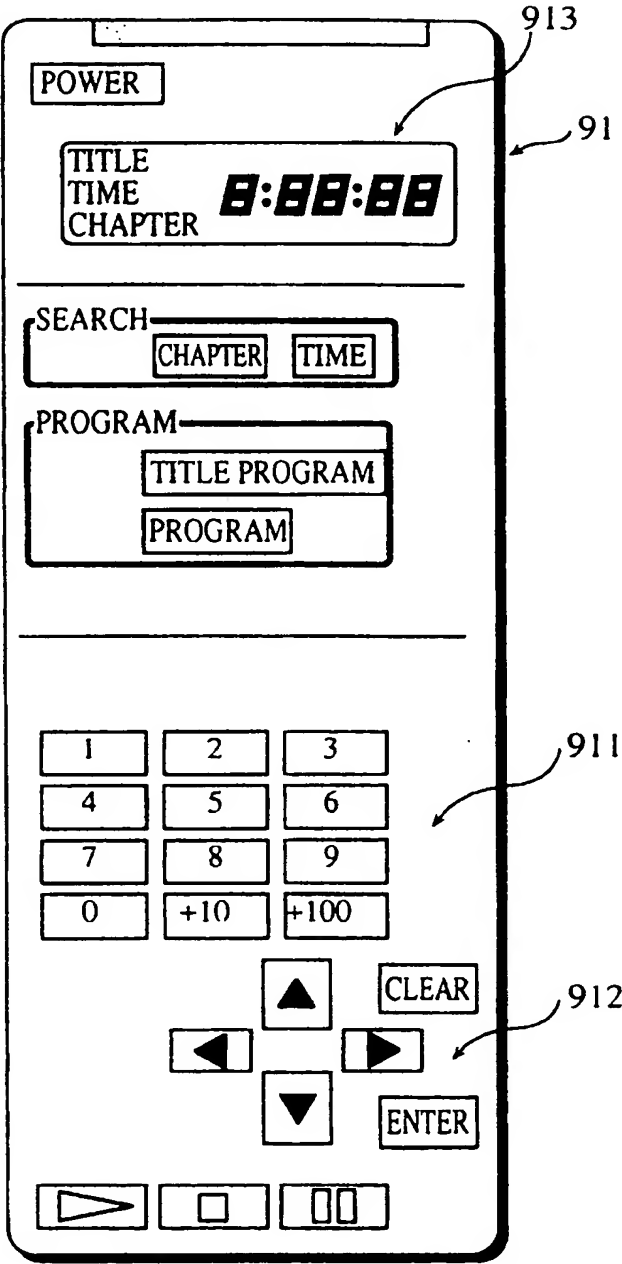 913
91
POWER
TITLE
TIME
CHAPTER
8:88:88
SEARCH
CHAPTER TIME
PROGRAM
TITLE PROGRAM
PROGRAM
1 2 3
911
4 5 6
7 8 9
0 +10 +100
CLEAR
912
ENTER